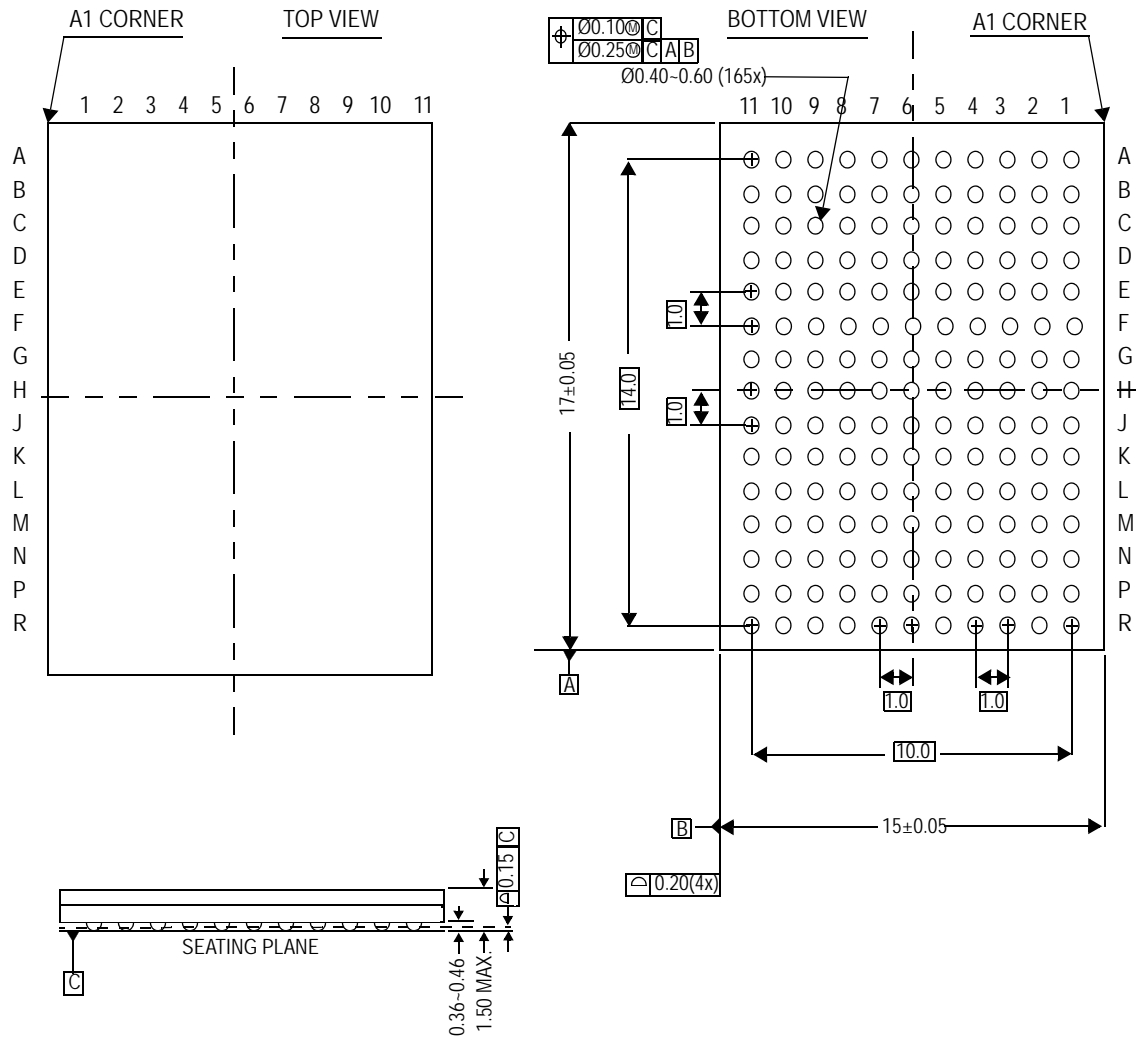 A1 CORNER
TOP VIEW
1 2 3 4 5 6 7 8 9 10 11
A
B
C
D
E
F
G
H
J
K
L
M
N
P
R
Ø0.10Ⓜ C
Ø0.25Ⓜ C A B
Ø0.40~0.60 (165x)
BOTTOM VIEW
A1 CORNER
11 10 9 8 7 6 5 4 3 2 1
A
B
C
D
E
F
G
H
J
K
L
M
N
P
R
17±0.05
14.0
1.0
1.0
A
1.0
1.0
10.0
B
15±0.05
0.20(4x)
0.15 C
SEATING PLANE
C
0.36~0.46
1.50 MAX.